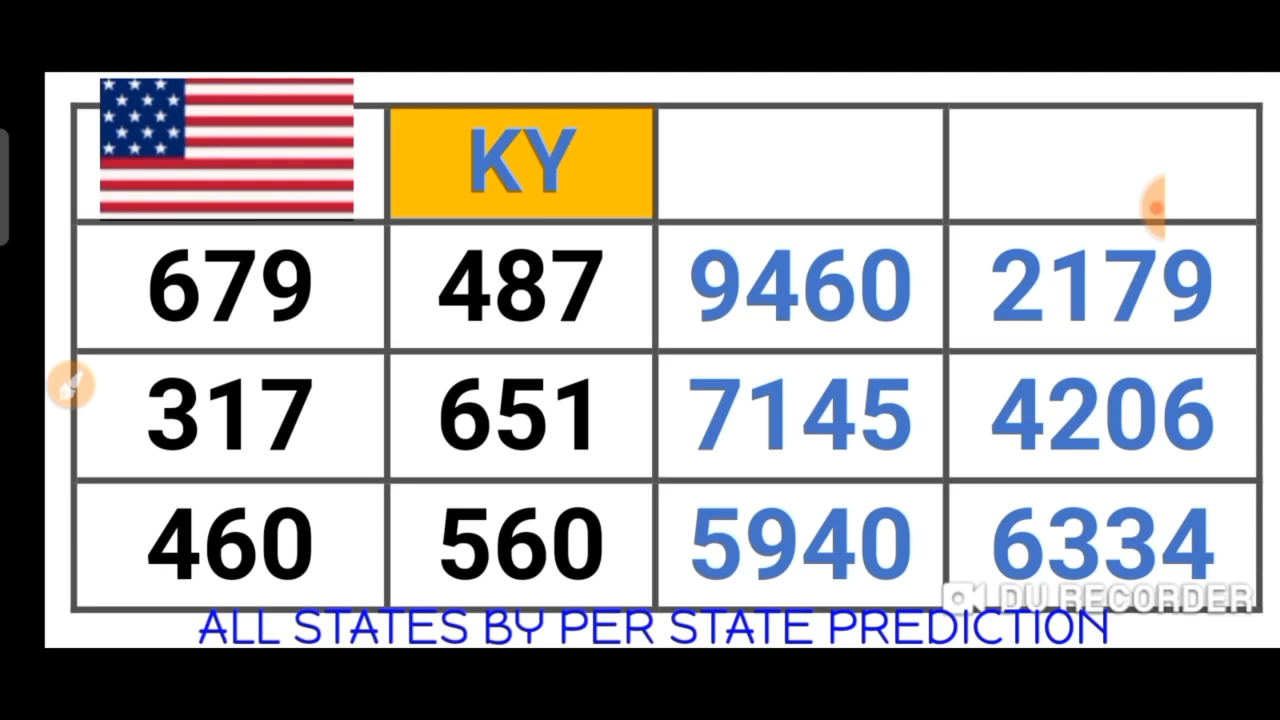 KY
679 487 9460 2179
317 651 7145 4206
460 560 5940 6334
DU RECORDER
ALL STATES BY PER STATE PREDICTION